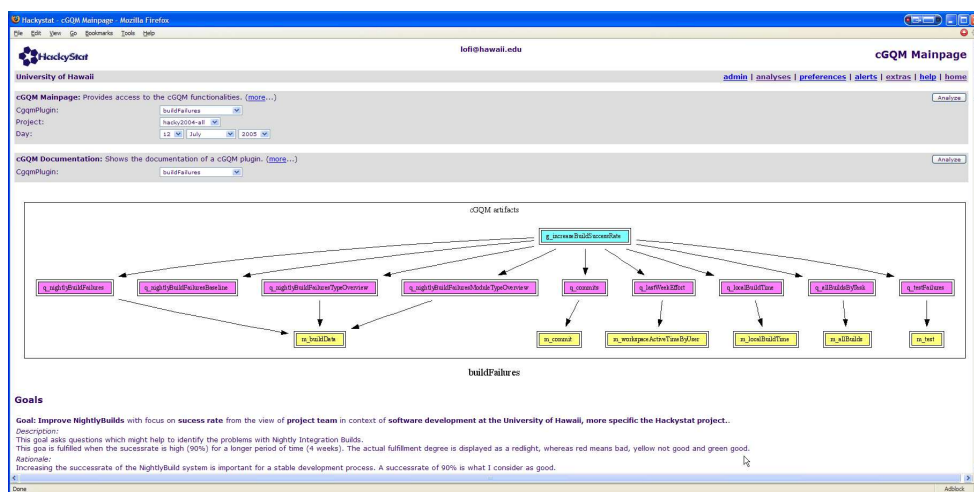 Hackystat - cGQM Mainpage - Mozilla Firefox
File Edit View Go Bookmarks Tools Help
HackyStat
lofi@hawaii.edu
cGQM Mainpage
University of Hawaii
admin | analyses | preferences | alerts | extras | help | home
cGQM Mainpage: Provides access to the cGQM functionalities. (more...)
Analyze
CgqmPlugin: buildFailures
Project: hacky2004-all
Day: 12 July 2005
cGQM Documentation: Shows the documentation of a cGQM plugin. (more...)
Analyze
CgqmPlugin: buildFailures
cGQM artifacts
g_increaseBuildSuccessRate
q_nightlyBuildFailures
q_nightlyBuildFailuresBaseline
q_nightlyBuildFailuresTypeOverview
q_nightlyBuildFailuresModuleTypeOverview
q_commits
q_lastWeekEffort
q_localBuildTime
q_allBuildsByTask
q_testFailures
m_buildData
m_commit
m_workspaceActiveTimeByUser
m_localBuildTime
m_allBuilds
m_test
buildFailures
Goals
Goal: Improve NightlyBuilds with focus on sucess rate from the view of project team in context of software development at the University of Hawaii, more specific the Hackystat project..
Description:
This goal asks questions which might help to identify the problems with Nightly Integration Builds.
This goa is fulfilled when the sucessrate is high (90%) for a longer period of time (4 weeks). The actual fulfillment degree is displayed as a redlight, whereas red means bad, yellow not good and green good.
Rationale:
Increasing the successrate of the NightlyBuild system is important for a stable development process. A successrate of 90% is what I consider as good.
Done
Adblock